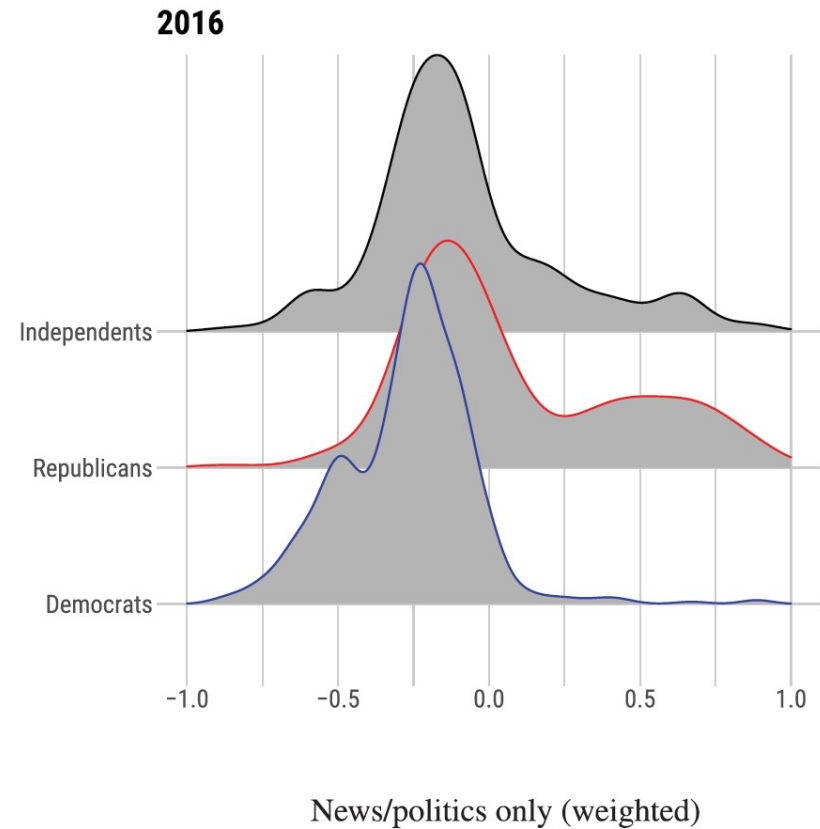 2016
Independents
Republicans
Democrats
−1.0 −0.5 0.0 0.5 1.0
News/politics only (weighted)